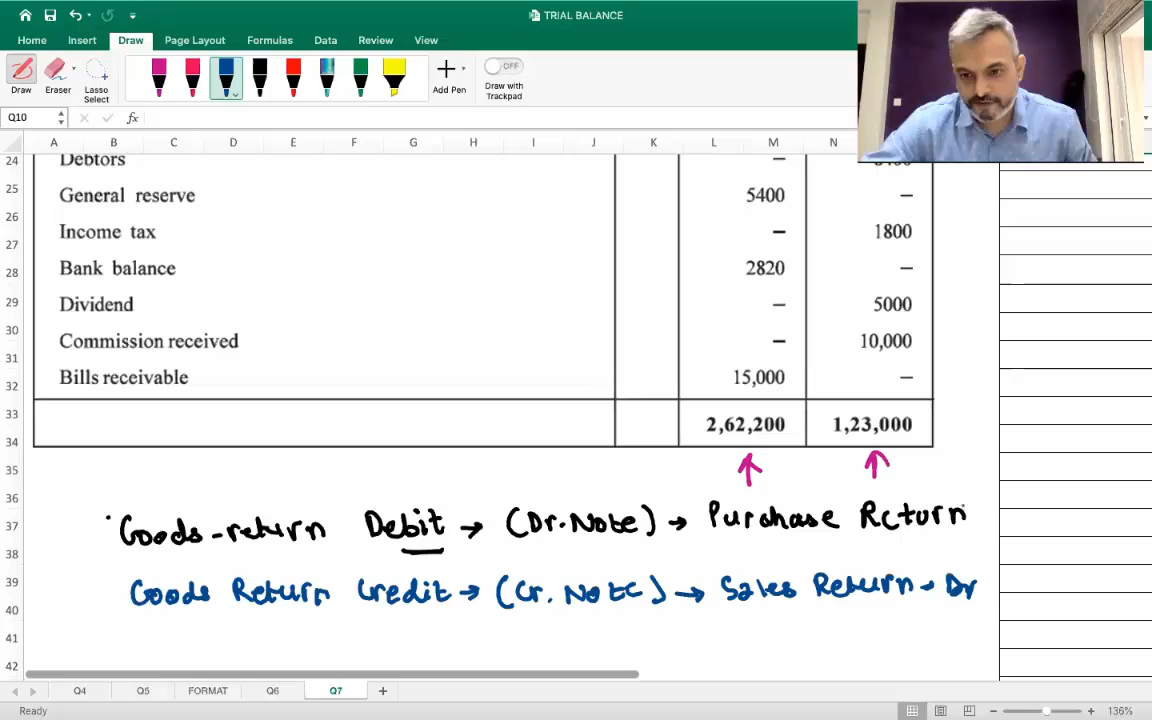 TRIAL BALANCE
Home Insert Draw Page Layout Formulas Data Review View
Draw Eraser Lasso Select Add Pen OFF Draw with Trackpad
Q10 fx
A B C D E F G H I J K L M N
24 Debtors —
25 General reserve 5400 —
26 Income tax — 1800
27
28 Bank balance 2820 —
29 Dividend — 5000
30
31 Commission received — 10,000
32 Bills receivable 15,000 —
33 2,62,200 1,23,000
34
35
36
37 Goods-return Debit → (Dr.Note) → Purchase Return
38
39 Goods Return Credit → (Cr. Note) → Sales Return - Dr
40
41
42
Q4 Q5 FORMAT Q6 Q7 +
Ready 136%